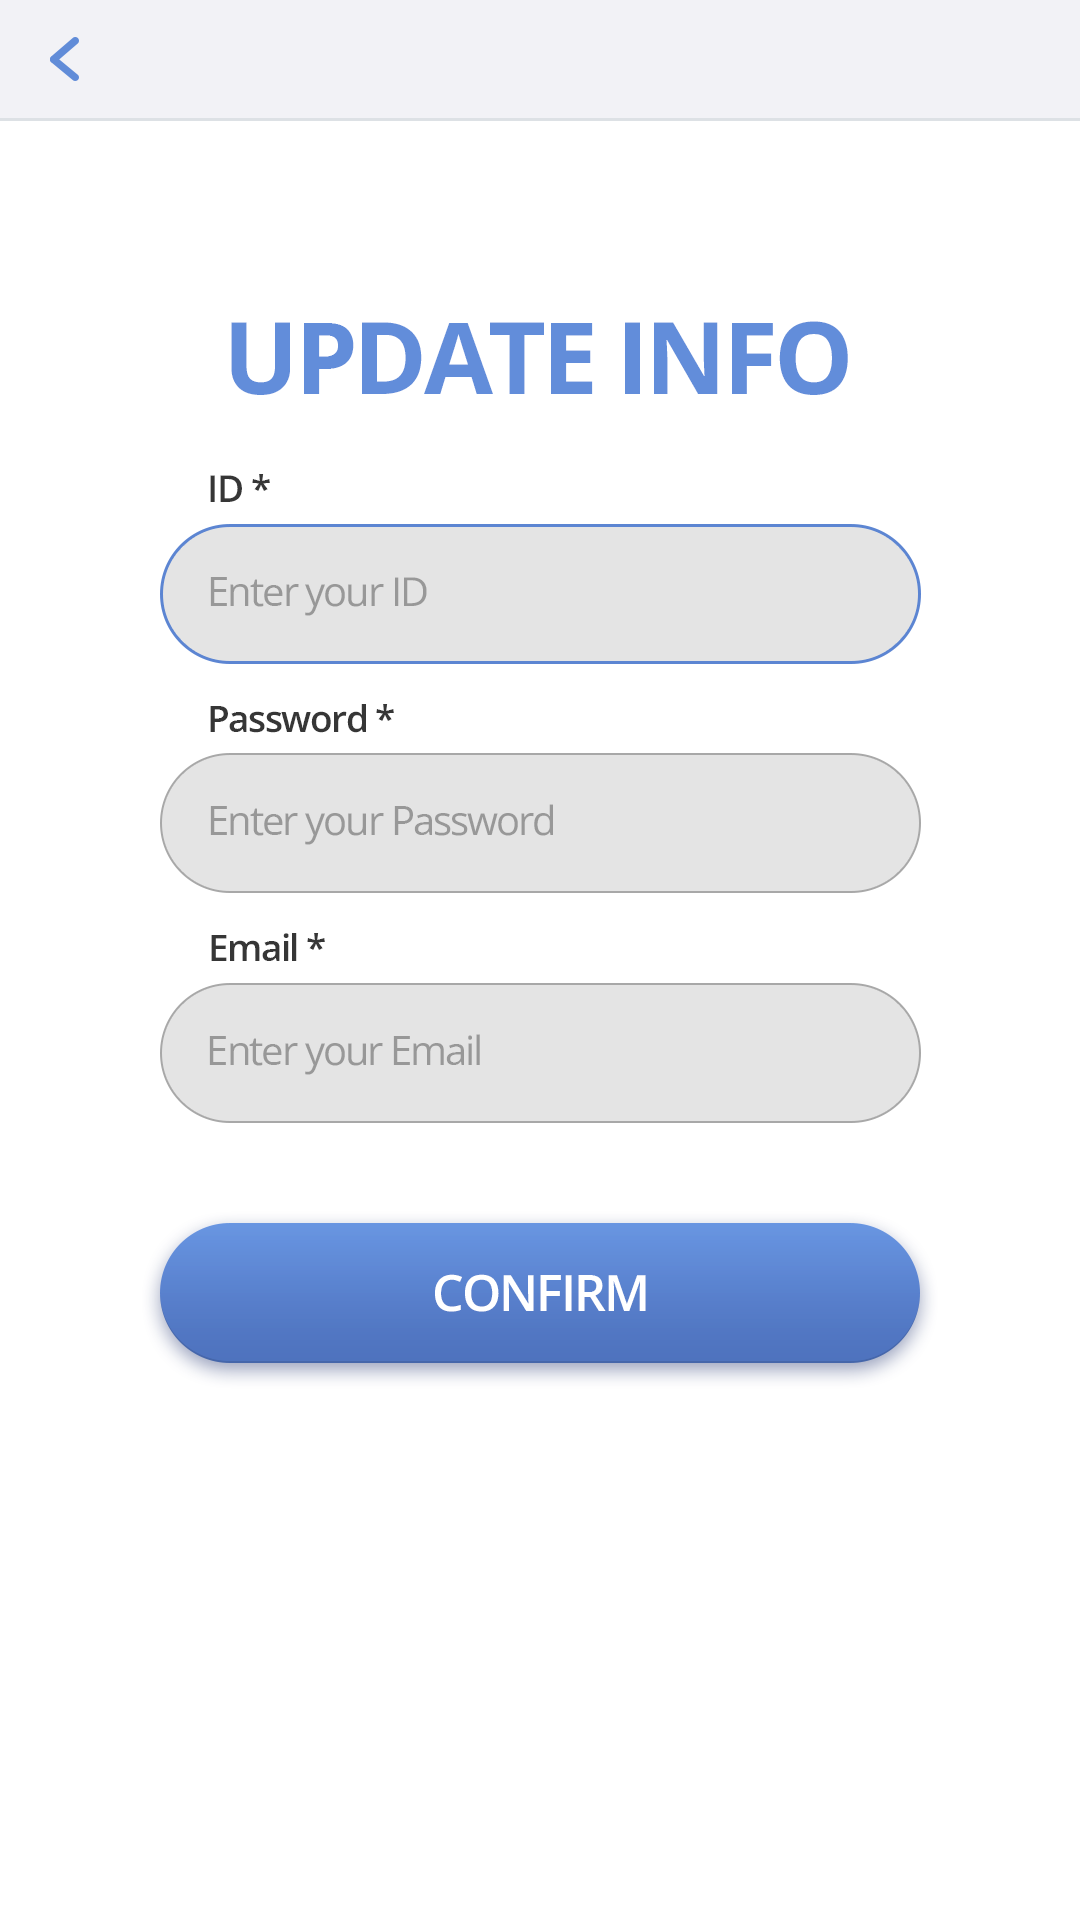 UPDATE INFO
ID *
Enter your ID
Password *
Enter your Password
Email *
Enter your Email
CONFIRM